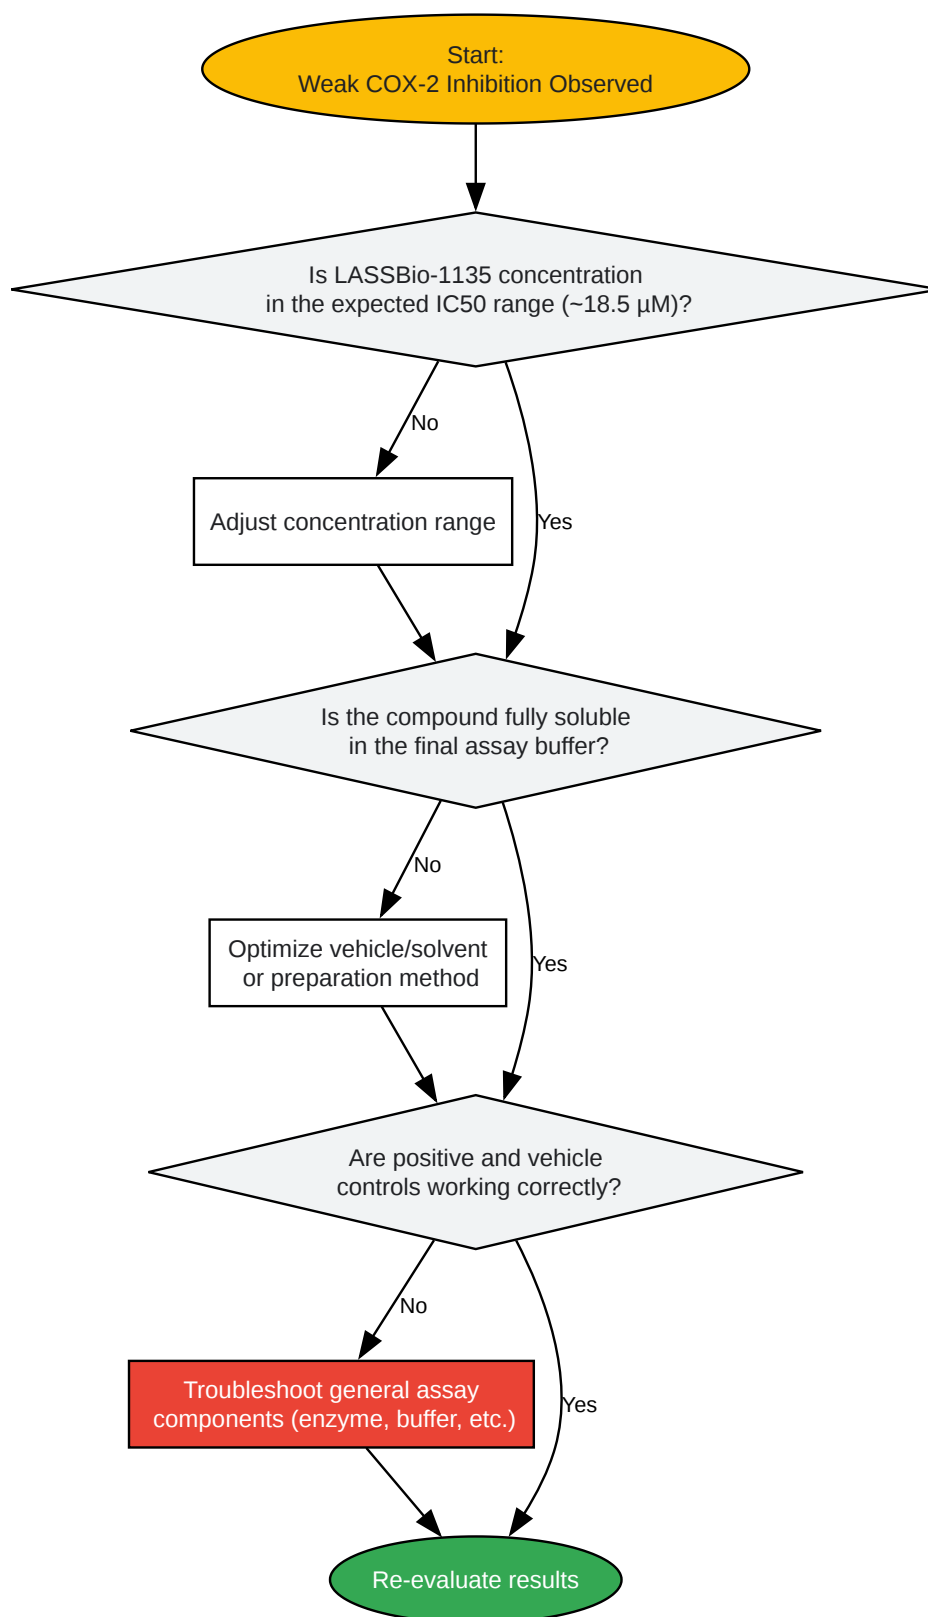 Start:
Weak COX-2 Inhibition Observed
Is LASSBio-1135 concentration
in the expected IC50 range (~18.5 µM)?
No
Adjust concentration range
Yes
Is the compound fully soluble
in the final assay buffer?
No
Optimize vehicle/solvent
or preparation method
Yes
Are positive and vehicle
controls working correctly?
No
Troubleshoot general assay
components (enzyme, buffer, etc.)
Yes
Re-evaluate results